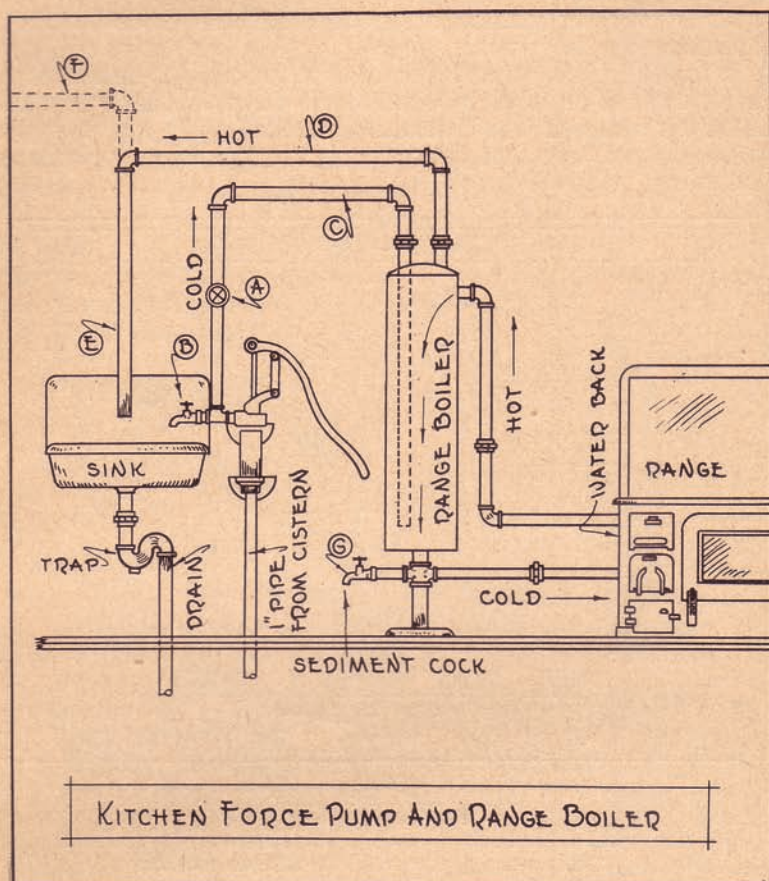 F
HOT
D
C
COLD
A
E
B
SINK
RANGE BOILER
HOT
WATER BACK
RANGE
TRAP
DRAIN
1" PIPE
FROM CISTERN
G
COLD
SEDIMENT COCK
KITCHEN FORCE PUMP AND RANGE BOILER